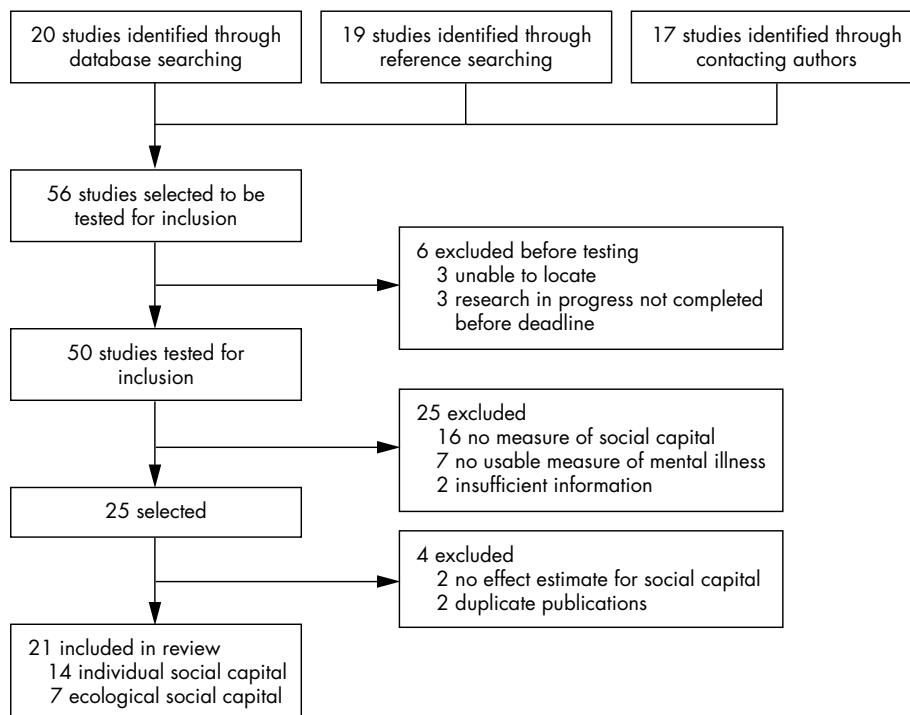 20 studies identified through
database searching
19 studies identified through
reference searching
17 studies identified through
contacting authors
56 studies selected to be
tested for inclusion
6 excluded before testing
3 unable to locate
3 research in progress not completed
before deadline
50 studies tested for
inclusion
25 excluded
16 no measure of social capital
7 no usable measure of mental illness
2 insufficient information
25 selected
4 excluded
2 no effect estimate for social capital
2 duplicate publications
21 included in review
14 individual social capital
7 ecological social capital